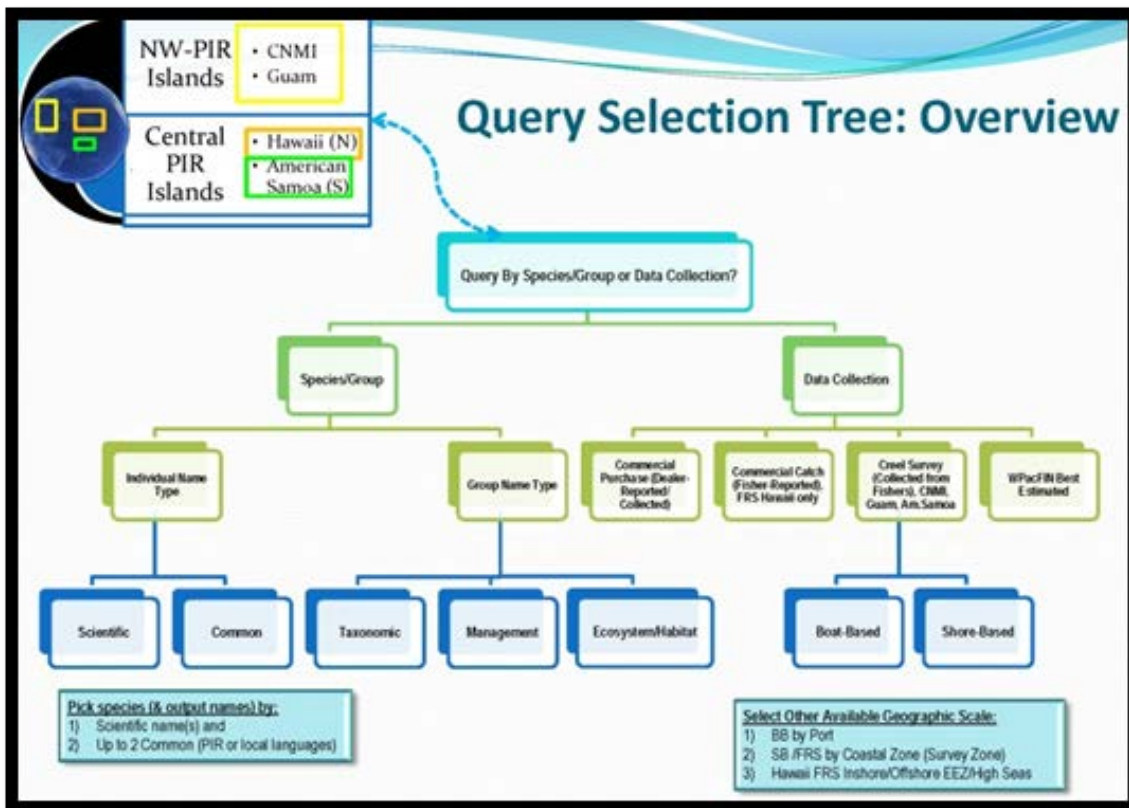 NW-PIR
Islands
• CNMI
• Guam
Central
PIR
Islands
• Hawaii (N)
• American
Samoa (S)
Query Selection Tree: Overview
Query By Species/Group or Data Collection?
Species/Group
Data Collection
Individual Name
Type
Group Name Type
Commercial
Purchase (Dealer-
Reported/
Collected)
Commercial Catch
(Fisher-Reported),
FRS Hawaii only
Creel Survey
(Collected from
Fishers), CNMI,
Guam, Am.Samoa
WPacFIN Best
Estimated
Scientific
Common
Taxonomic
Management
Ecosystem/Habitat
Boat-Based
Shore-Based
Pick species (& output names) by:
1) Scientific name(s) and
2) Up to 2 Common (PIR or local languages)
Select Other Available Geographic Scale:
1) BB by Port
2) SB /FRS by Coastal Zone (Survey Zone)
3) Hawaii FRS Inshore/Offshore EEZ/High Seas